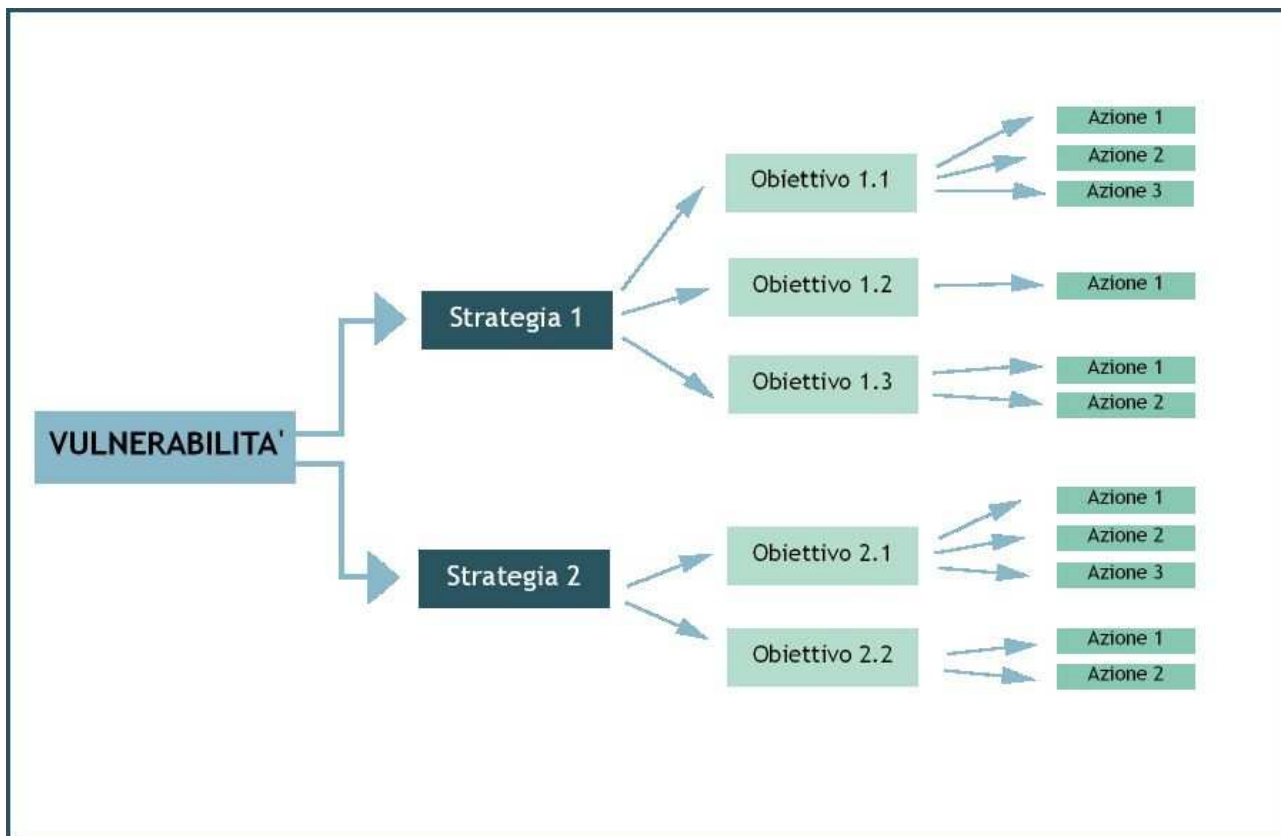 VULNERABILITA'
Strategia 1
Obiettivo 1.1
Azione 1
Azione 2
Azione 3
Obiettivo 1.2
Azione 1
Obiettivo 1.3
Azione 1
Azione 2
Strategia 2
Obiettivo 2.1
Azione 1
Azione 2
Azione 3
Obiettivo 2.2
Azione 1
Azione 2